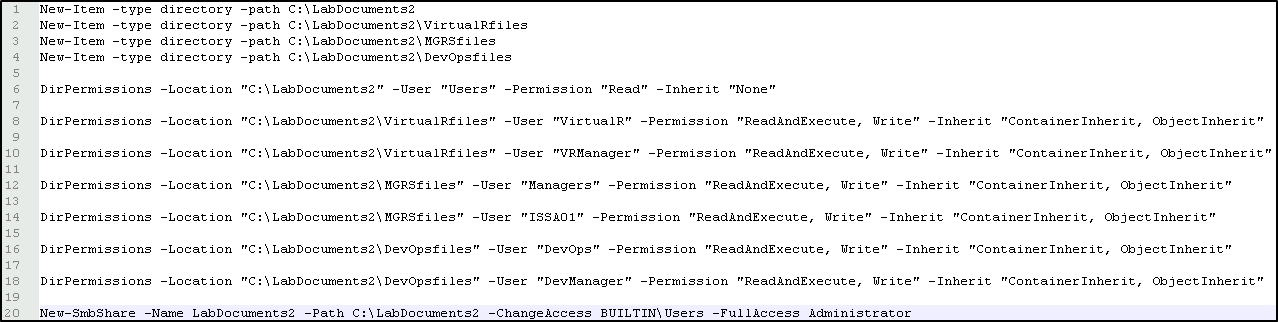 1 New-Item -type directory -path C:\LabDocuments2
2 New-Item -type directory -path C:\LabDocuments2\VirtualRfiles
3 New-Item -type directory -path C:\LabDocuments2\MGRSfiles
4 New-Item -type directory -path C:\LabDocuments2\DevOpsfiles
5
6 DirPermissions -Location "C:\LabDocuments2" -User "Users" -Permission "Read" -Inherit "None"
7
8 DirPermissions -Location "C:\LabDocuments2\VirtualRfiles" -User "VirtualR" -Permission "ReadAndExecute, Write" -Inherit "ContainerInherit, ObjectInherit"
9
10 DirPermissions -Location "C:\LabDocuments2\VirtualRfiles" -User "VRManager" -Permission "ReadAndExecute, Write" -Inherit "ContainerInherit, ObjectInherit"
11
12 DirPermissions -Location "C:\LabDocuments2\MGRSfiles" -User "Managers" -Permission "ReadAndExecute, Write" -Inherit "ContainerInherit, ObjectInherit"
13
14 DirPermissions -Location "C:\LabDocuments2\MGRSfiles" -User "ISSA01" -Permission "ReadAndExecute, Write" -Inherit "ContainerInherit, ObjectInherit"
15
16 DirPermissions -Location "C:\LabDocuments2\DevOpsfiles" -User "DevOps" -Permission "ReadAndExecute, Write" -Inherit "ContainerInherit, ObjectInherit"
17
18 DirPermissions -Location "C:\LabDocuments2\DevOpsfiles" -User "DevManager" -Permission "ReadAndExecute, Write" -Inherit "ContainerInherit, ObjectInherit"
19
20 New-SmbShare -Name LabDocuments2 -Path C:\LabDocuments2 -ChangeAccess BUILTIN\Users -FullAccess Administrator